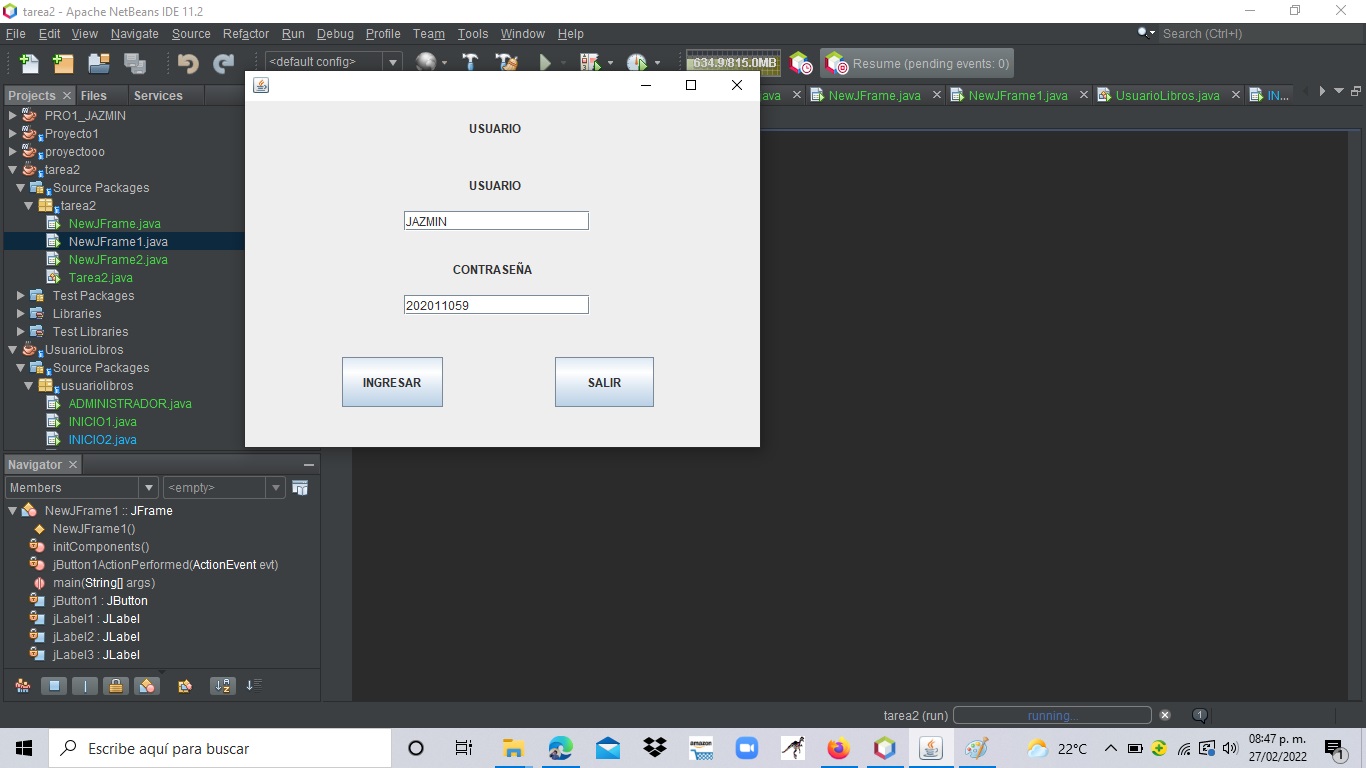 tarea2 - Apache NetBeans IDE 11.2
File Edit View Navigate Source Refactor Run Debug Profile Team Tools Window Help
Search (Ctrl+I)
<default config>
634.9/815.0MB
Resume (pending events: 0)
Projects Files Services
ava NewJFrame.java NewJFrame1.java UsuarioLibros.java IN...
PRO1_JAZMIN
Proyecto1
proyectooo
tarea2
Source Packages
tarea2
NewJFrame.java
NewJFrame1.java
NewJFrame2.java
Tarea2.java
Test Packages
Libraries
Test Libraries
UsuarioLibros
Source Packages
usuariolibros
ADMINISTRADOR.java
INICIO1.java
INICIO2.java
USUARIO
USUARIO
JAZMIN
CONTRASEÑA
202011059
INGRESAR SALIR
Navigator
Members <empty>
NewJFrame1 :: JFrame
NewJFrame1()
initComponents()
jButton1ActionPerformed(ActionEvent evt)
main(String[] args)
jButton1 : JButton
jLabel1 : JLabel
jLabel2 : JLabel
jLabel3 : JLabel
tarea2 (run) running... 1
Escribe aquí para buscar
amazon
22°C
08:47 p. m.
27/02/2022
1